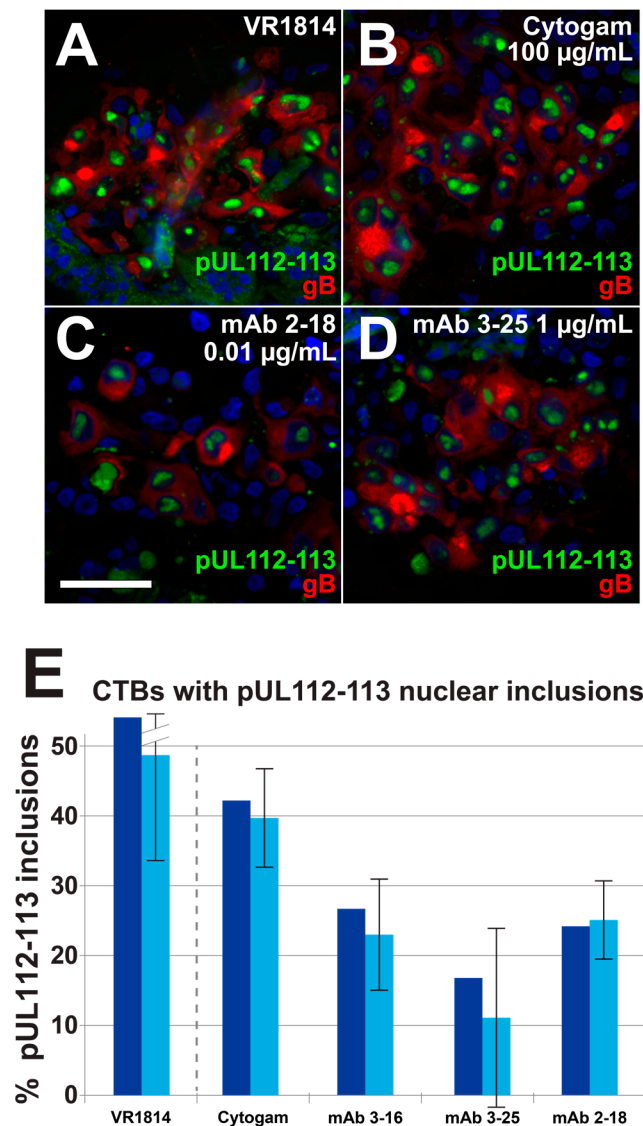 A
VR1814
pUL112-113
gB
B
Cytogam
100 µg/mL
pUL112-113
gB
C
mAb 2-18
0.01 µg/mL
pUL112-113
gB
D
mAb 3-25 1 µg/mL
pUL112-113
gB
E
CTBs with pUL112-113 nuclear inclusions
% pUL112-113 inclusions
50
40
30
20
10
0
VR1814 Cytogam mAb 3-16 mAb 3-25 mAb 2-18